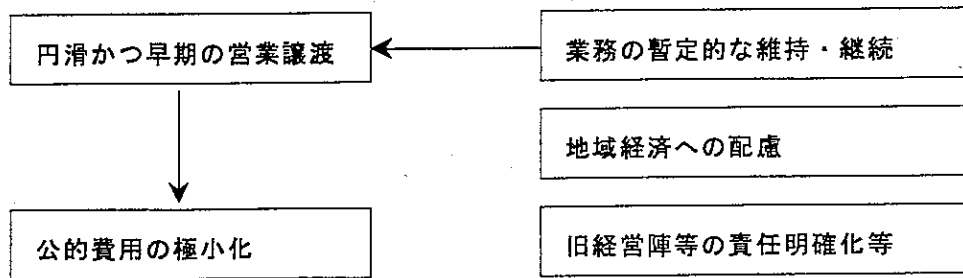 円滑かつ早期の営業譲渡
業務の暫定的な維持・継続
地域経済への配慮
公的費用の極小化
旧経営陣等の責任明確化等